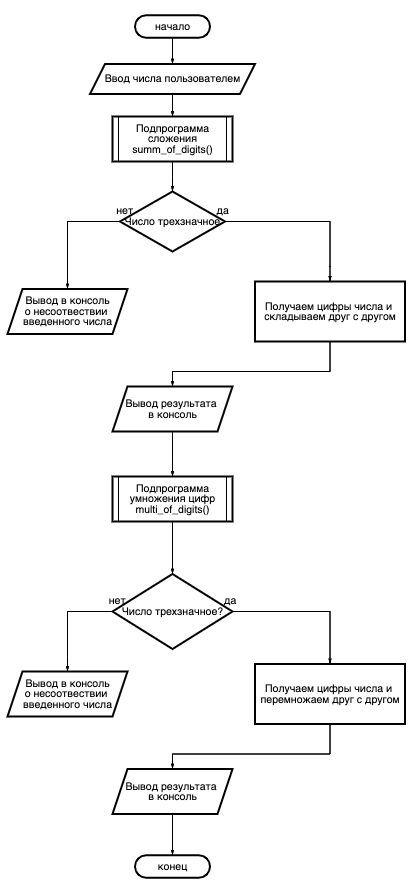 начало
Ввод числа пользователем
Подпрограмма
сложения
summ_of_digits()
нет
да
Число трехзначное
Вывод в консоль
о несоотвествии
введенного числа
Получаем цифры числа и
складываем друг с другом
Вывод результата
в консоль
Подпрограмма
умножения цифр
multi_of_digits()
нет
да
Число трехзначное?
Вывод в консоль
о несоотвествии
введенного числа
Получаем цифры числа и
перемножаем друг с другом
Вывод результата
в консоль
конец